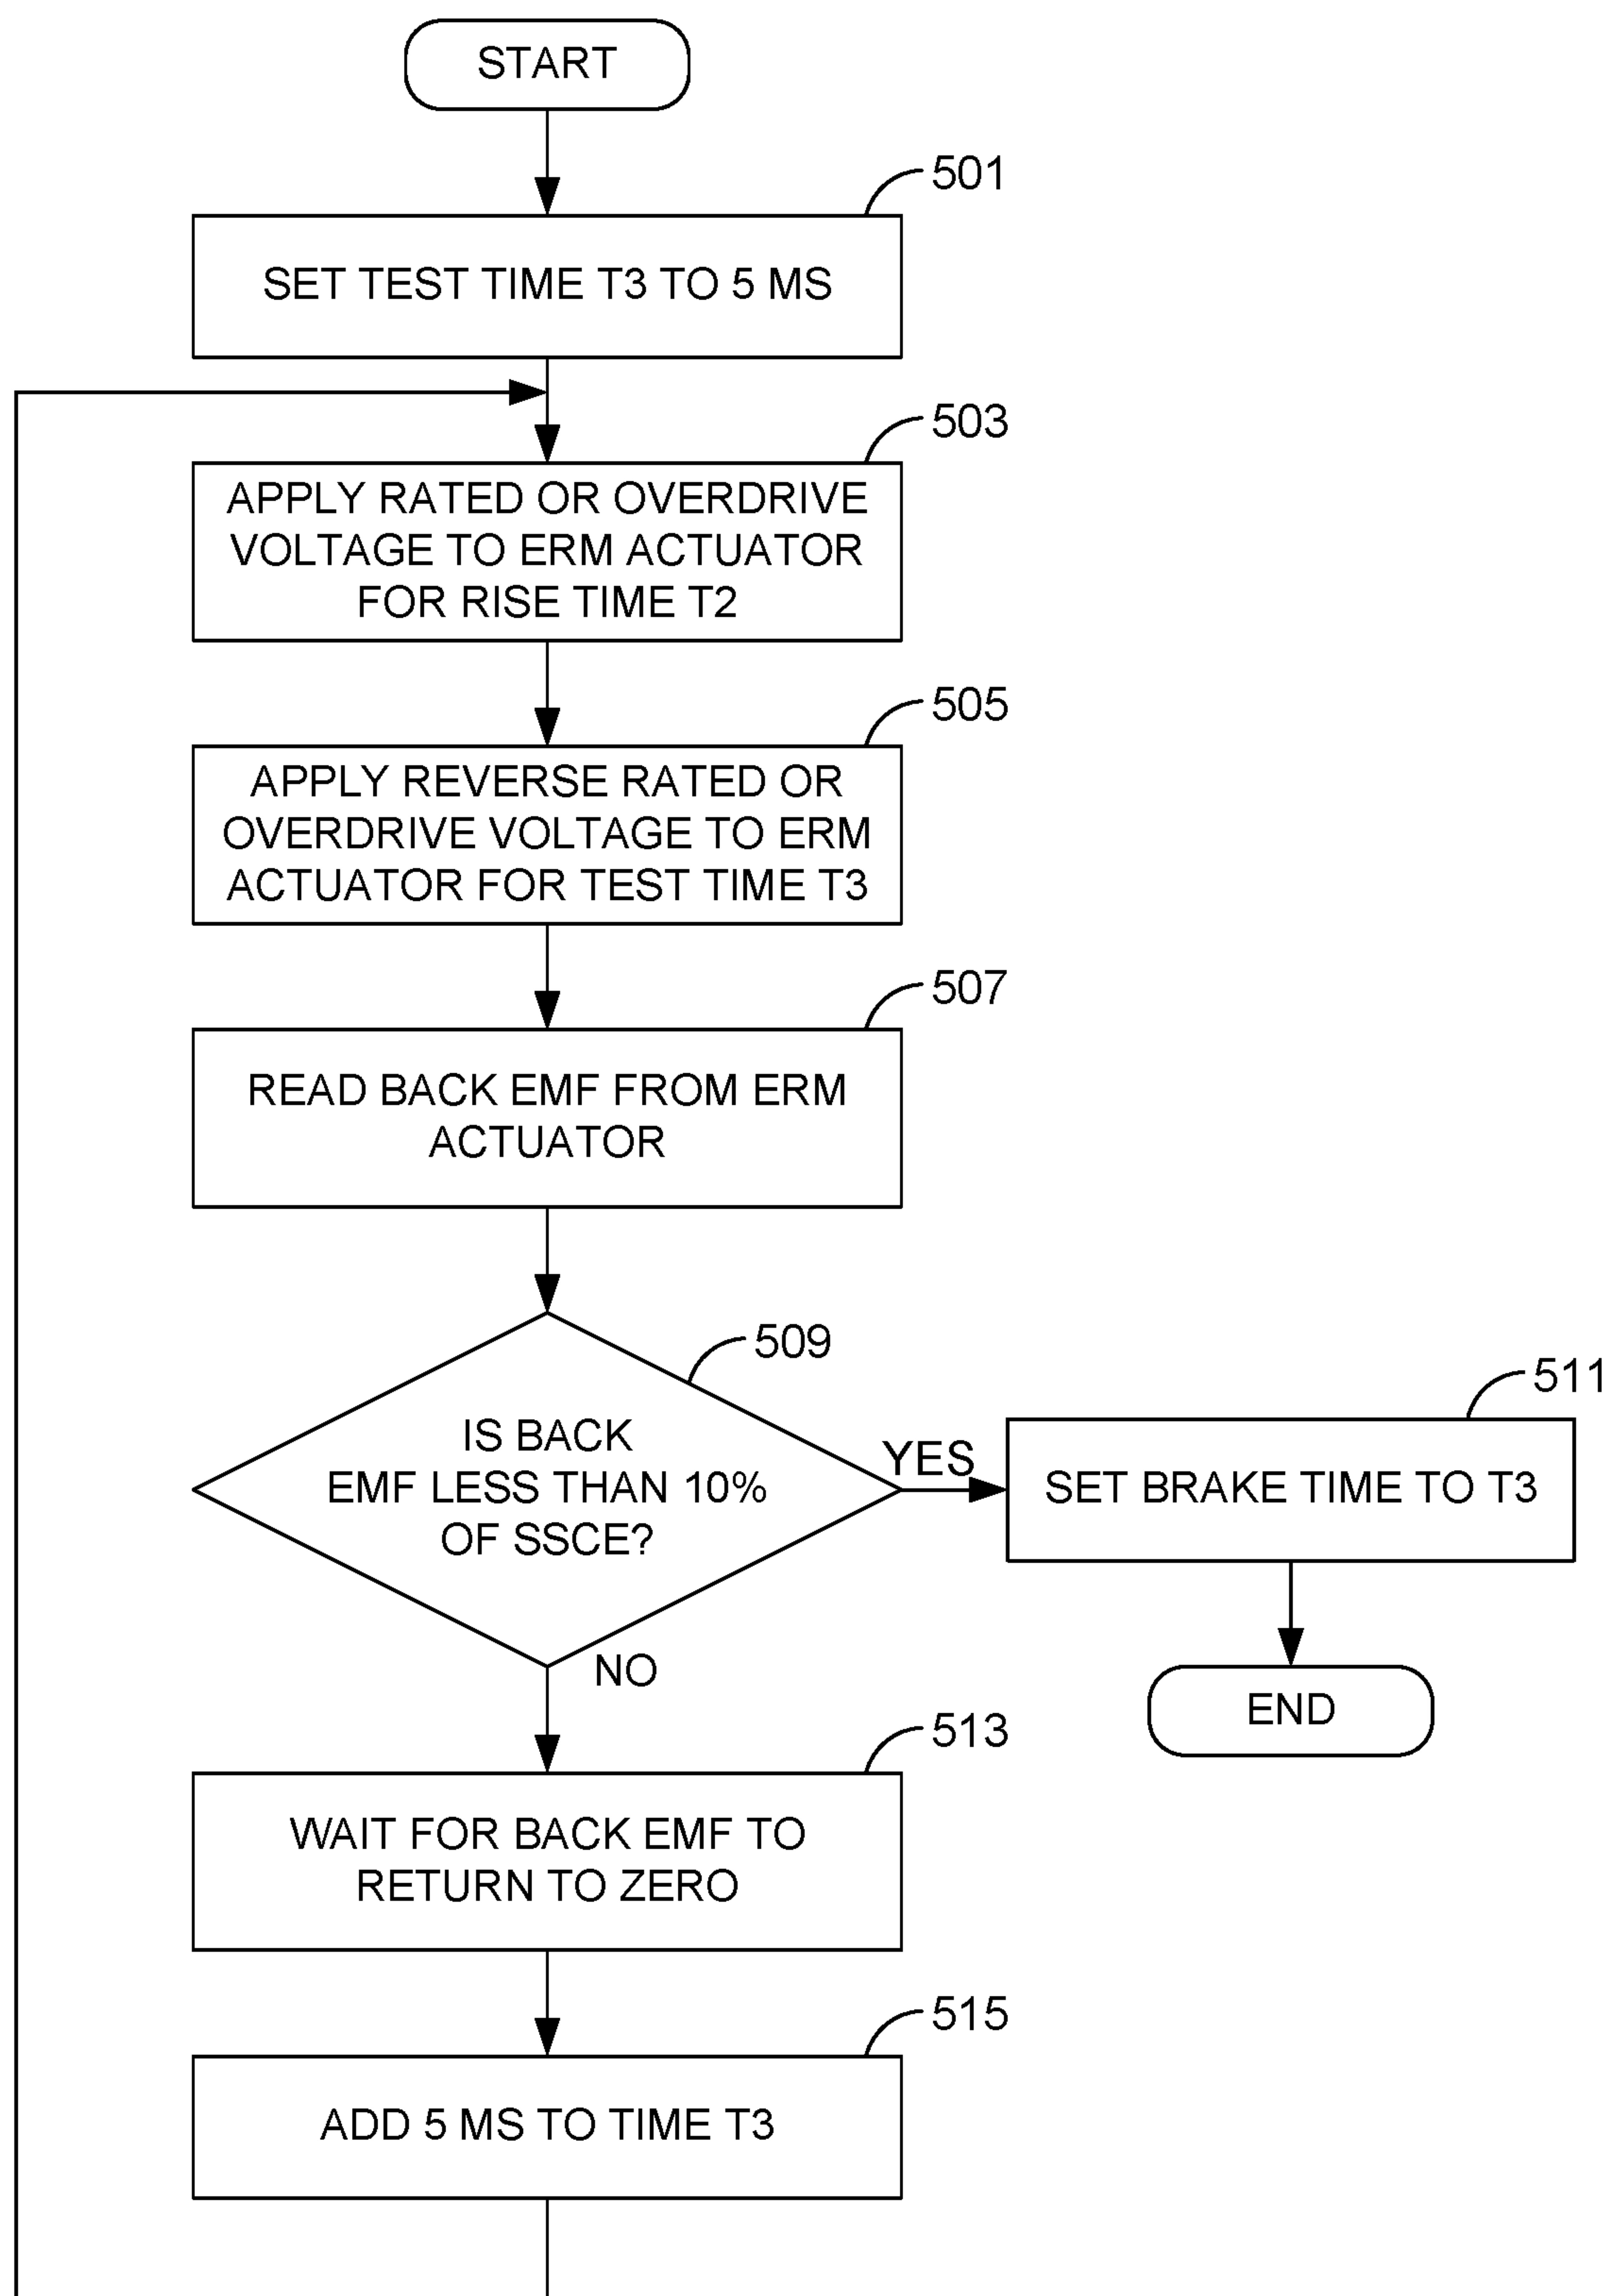 START
501
SET TEST TIME T3 TO 5 MS
503
APPLY RATED OR OVERDRIVE
VOLTAGE TO ERM ACTUATOR
FOR RISE TIME T2
505
APPLY REVERSE RATED OR
OVERDRIVE VOLTAGE TO ERM
ACTUATOR FOR TEST TIME T3
507
READ BACK EMF FROM ERM
ACTUATOR
509
IS BACK
EMF LESS THAN 10%
OF SSCE?
YES
511
SET BRAKE TIME TO T3
END
NO
513
WAIT FOR BACK EMF TO
RETURN TO ZERO
515
ADD 5 MS TO TIME T3